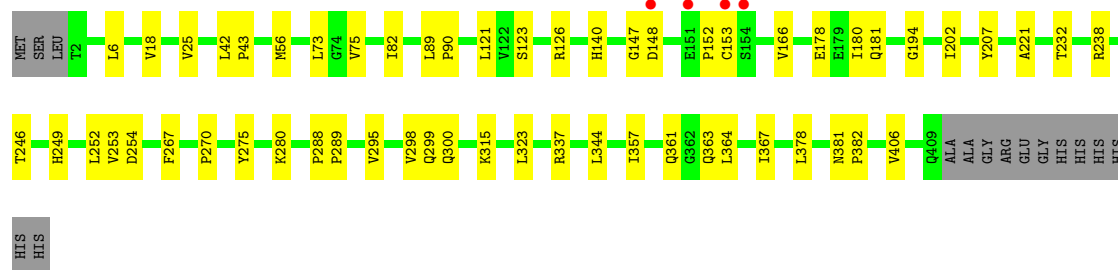 MET SER LEU T2 L6 V18 V25 L42 P43 M56 L73 G74 V75 I82 L89 P90 L121 V122 S123 R126 H140 G147 D148 E151 P152 C153 S154 V166 E178 E179 I180 Q181 G194 I202 Y207 A221 T232 R238
T246 H249 L252 V253 D254 F267 P270 Y275 K280 P288 P289 V295 V298 Q299 Q300 K315 L323 R337 L344 I357 Q361 G362 Q363 L364 I367 L378 N381 P382 V406 Q409 ALA ALA GLY ARG GLU GLY HIS HIS HIS HIS
HIS HIS